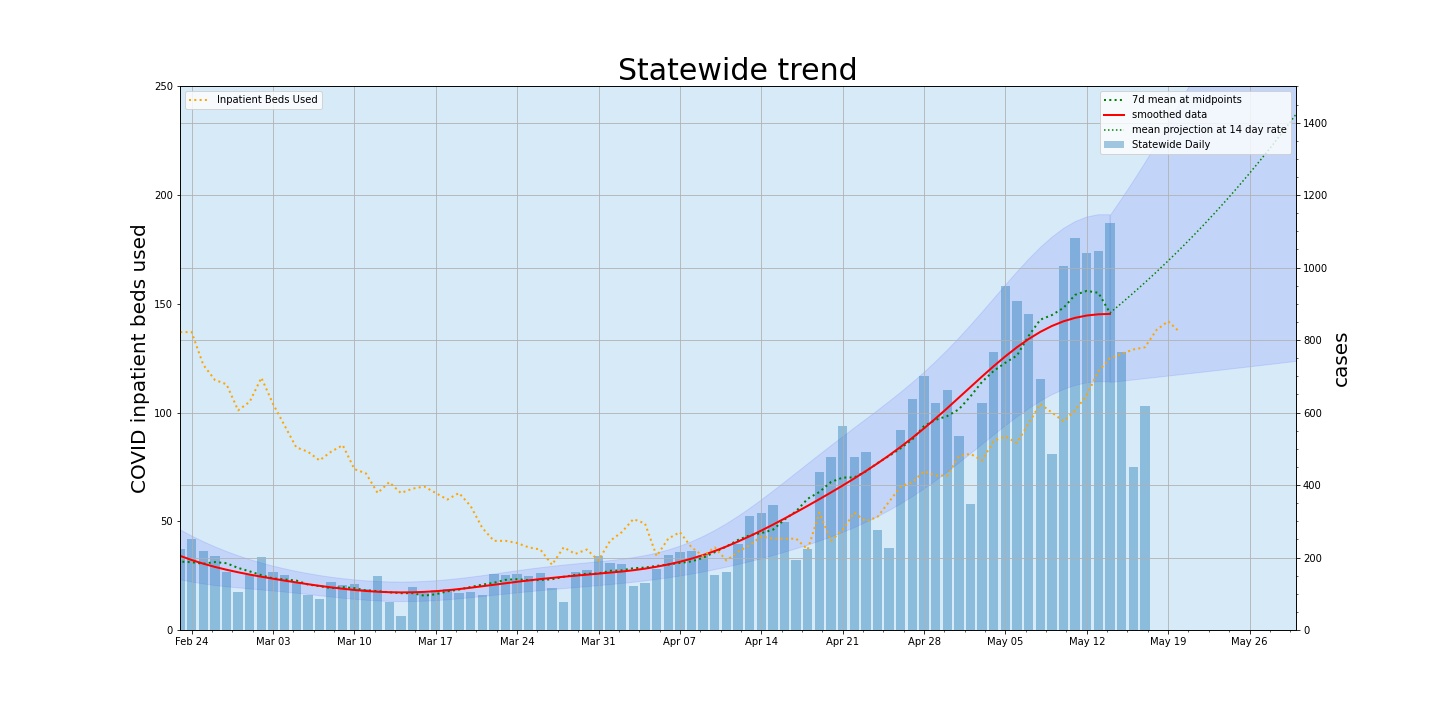 Statewide trend
Inpatient Beds Used
7d mean at midpoints
smoothed data
mean projection at 14 day rate
Statewide Daily
COVID inpatient beds used
250
200
150
100
50
0
cases
1400
1200
1000
800
600
400
200
0
Feb 24 Mar 03 Mar 10 Mar 17 Mar 24 Mar 31 Apr 07 Apr 14 Apr 21 Apr 28 May 05 May 12 May 19 May 26